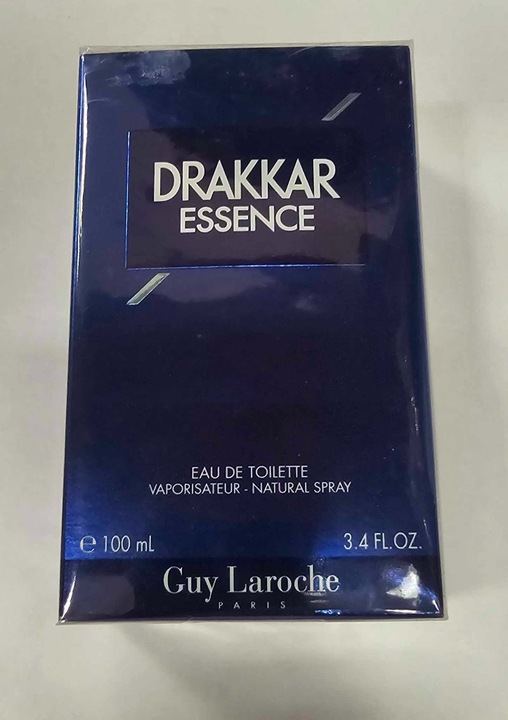 DRAKKAR
ESSENCE
EAU DE TOILETTE
VAPORISATEUR - NATURAL SPRAY
℮ 100 mL 3.4 FL.OZ.
Guy Laroche
PARIS